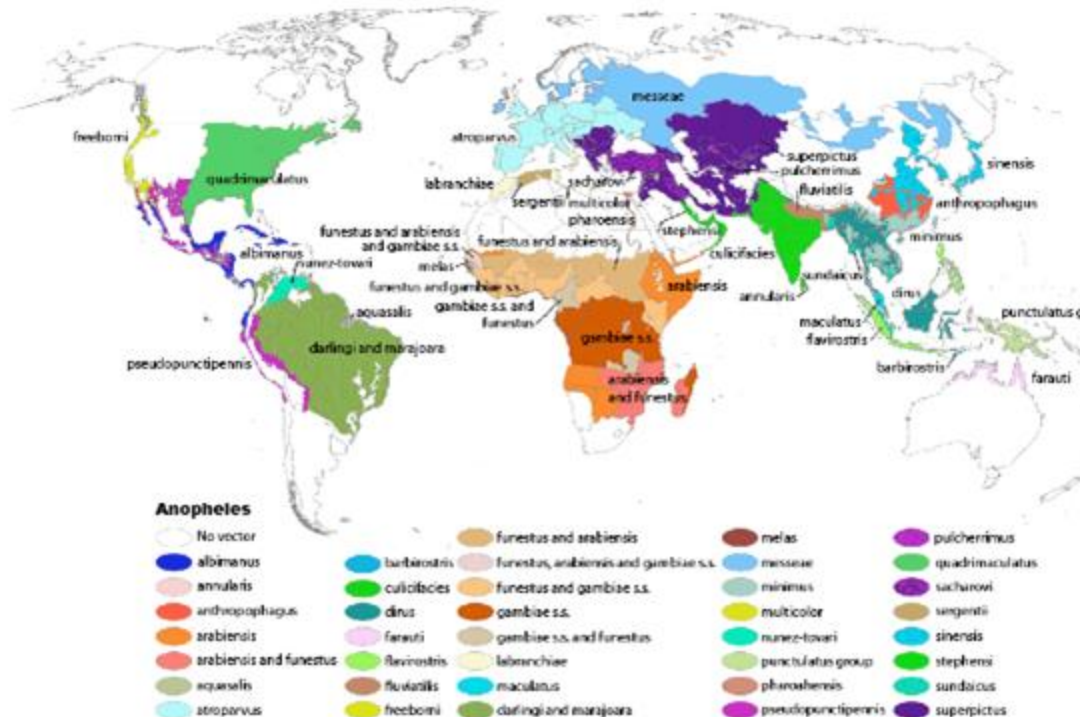 freeborni
quadrimaculatus
albimanus
nunez-tovari
aquasalis
darlingi and marajoara
pseudopunctipennis
messeae
atroparvus
labranchiae
sergentii
sacharovi
multicolor
pharoensis
superpictus
pulcherrimus
fluviatilis
stephensi
culicifacies
annularis
sinensis
anthropophagus
minimus
sundaicus
dirus
maculatus
flavirostris
barbirostris
punctulatus g
farauti
funestus and arabiensis
and gambiae s.s.
funestus and arabiensis
melas
funestus and gambiae s.s.
gambiae s.s. and
funestus
arabiensis
gambiae s.s.
arabiensis
and funestus
Anopheles
No vector
albimanus
annularis
anthropophagus
arabiensis
arabiensis and funestus
aquasalis
atroparvus
barbirostris
culicifacies
dirus
farauti
flavirostris
fluviatilis
freeborni
funestus and arabiensis
funestus, arabiensis and gambiae s.s.
funestus and gambiae s.s.
gambiae s.s.
gambiae s.s. and funestus
labranchiae
maculatus
darlingi and marajoara
melas
messeae
minimus
multicolor
nunez-tovari
punctulatus group
pharoahensis
pseudopunctipennis
pulcherrimus
quadrimaculatus
sacharovi
sergentii
sinensis
stephensi
sundaicus
superpictus